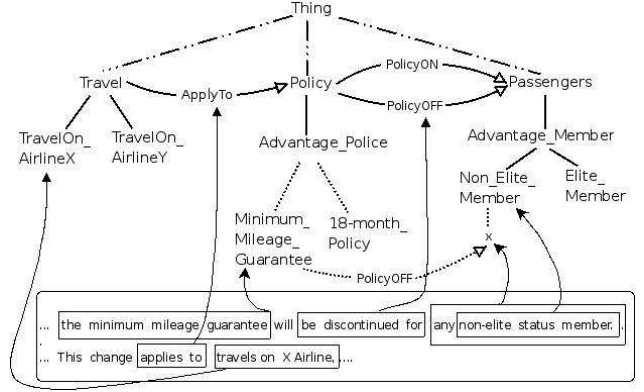 Thing
PolicyON
Travel
ApplyTo
Policy
Passengers
PolicyOFF
TravelOn_
AirlineX
TravelOn_
AirlineY
Advantage_Police
Advantage_Member
Non_Elite_
Member
Elite_
Member
Minimum_
Mileage_
Guarantee
18-month_
Policy
x
PolicyOFF
... the minimum mileage guarantee will be discontinued for any non-elite status member. ..
... This change applies to travels on X Airline, ....